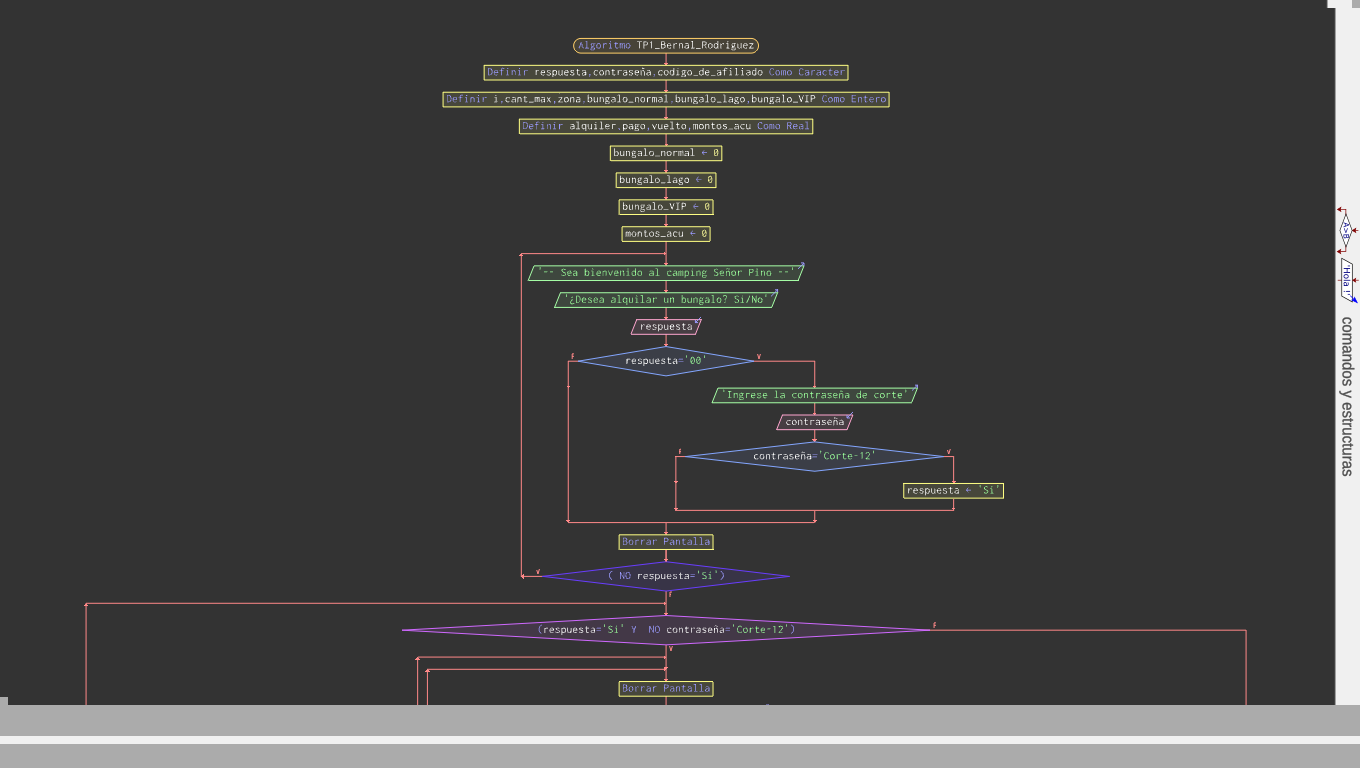 Algoritmo TP1_Bernal_Rodriguez
Definir respuesta,contraseña,codigo_de_afiliado Como Caracter
Definir i,cant_max,zona,bungalo_normal,bungalo_lago,bungalo_VIP Como Entero
Definir alquiler,pago,vuelto,montos_acu Como Real
bungalo_normal ← 0
bungalo_lago ← 0
bungalo_VIP ← 0
montos_acu ← 0
'-- Sea bienvenido al camping Señor Pino --'
'¿Desea alquilar un bungalo? Si/No'
respuesta
F
respuesta='00'
V
'Ingrese la contraseña de corte'
contraseña
F
contraseña='Corte-12'
V
respuesta ← 'Si'
Borrar Pantalla
V
( NO respuesta='Si')
F
(respuesta='Si' Y  NO contraseña='Corte-12')
F
V
Borrar Pantalla
A>B
'Hola !'
comandos y estructuras